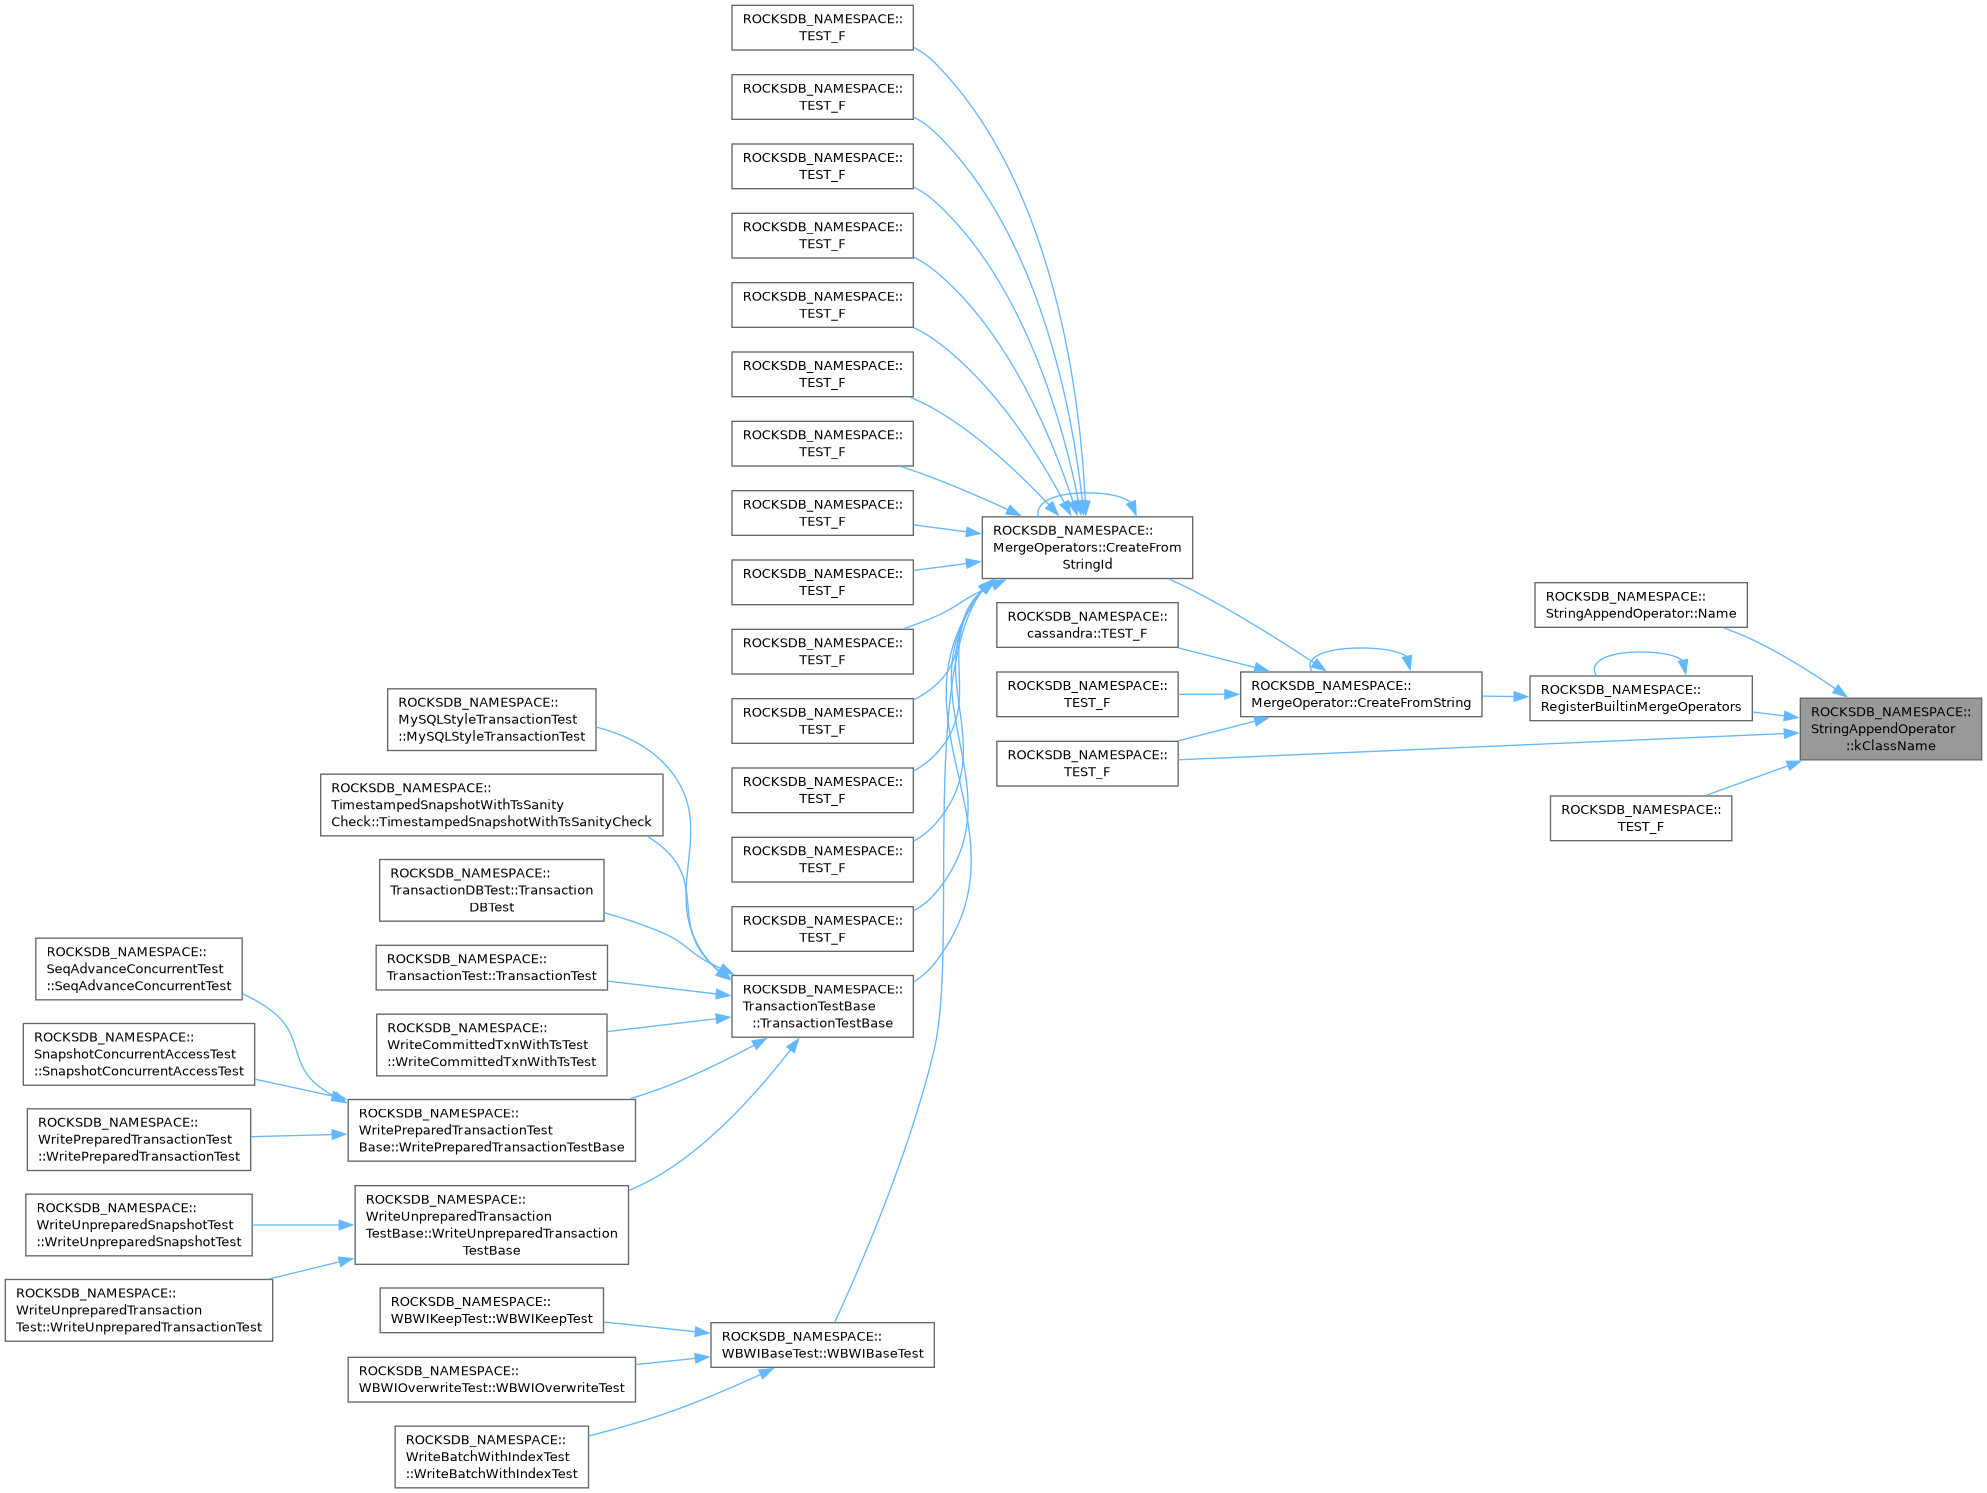 ROCKSDB_NAMESPACE::
TEST_F
ROCKSDB_NAMESPACE::
TEST_F
ROCKSDB_NAMESPACE::
TEST_F
ROCKSDB_NAMESPACE::
TEST_F
ROCKSDB_NAMESPACE::
TEST_F
ROCKSDB_NAMESPACE::
TEST_F
ROCKSDB_NAMESPACE::
TEST_F
ROCKSDB_NAMESPACE::
TEST_F
ROCKSDB_NAMESPACE::
TEST_F
ROCKSDB_NAMESPACE::
TEST_F
ROCKSDB_NAMESPACE::
TEST_F
ROCKSDB_NAMESPACE::
TEST_F
ROCKSDB_NAMESPACE::
TEST_F
ROCKSDB_NAMESPACE::
TEST_F
ROCKSDB_NAMESPACE::
MergeOperators::CreateFrom
StringId
ROCKSDB_NAMESPACE::
cassandra::TEST_F
ROCKSDB_NAMESPACE::
TEST_F
ROCKSDB_NAMESPACE::
TEST_F
ROCKSDB_NAMESPACE::
MergeOperator::CreateFromString
ROCKSDB_NAMESPACE::
StringAppendOperator::Name
ROCKSDB_NAMESPACE::
RegisterBuiltinMergeOperators
ROCKSDB_NAMESPACE::
StringAppendOperator
::kClassName
ROCKSDB_NAMESPACE::
TEST_F
ROCKSDB_NAMESPACE::
MySQLStyleTransactionTest
::MySQLStyleTransactionTest
ROCKSDB_NAMESPACE::
TimestampedSnapshotWithTsSanity
Check::TimestampedSnapshotWithTsSanityCheck
ROCKSDB_NAMESPACE::
TransactionDBTest::Transaction
DBTest
ROCKSDB_NAMESPACE::
TransactionTest::TransactionTest
ROCKSDB_NAMESPACE::
WriteCommittedTxnWithTsTest
::WriteCommittedTxnWithTsTest
ROCKSDB_NAMESPACE::
TransactionTestBase
::TransactionTestBase
ROCKSDB_NAMESPACE::
SeqAdvanceConcurrentTest
::SeqAdvanceConcurrentTest
ROCKSDB_NAMESPACE::
SnapshotConcurrentAccessTest
::SnapshotConcurrentAccessTest
ROCKSDB_NAMESPACE::
WritePreparedTransactionTest
::WritePreparedTransactionTest
ROCKSDB_NAMESPACE::
WritePreparedTransactionTest
Base::WritePreparedTransactionTestBase
ROCKSDB_NAMESPACE::
WriteUnpreparedSnapshotTest
::WriteUnpreparedSnapshotTest
ROCKSDB_NAMESPACE::
WriteUnpreparedTransaction
TestBase::WriteUnpreparedTransaction
TestBase
ROCKSDB_NAMESPACE::
WriteUnpreparedTransaction
Test::WriteUnpreparedTransactionTest
ROCKSDB_NAMESPACE::
WBWIKeepTest::WBWIKeepTest
ROCKSDB_NAMESPACE::
WBWIOverwriteTest::WBWIOverwriteTest
ROCKSDB_NAMESPACE::
WriteBatchWithIndexTest
::WriteBatchWithIndexTest
ROCKSDB_NAMESPACE::
WBWIBaseTest::WBWIBaseTest